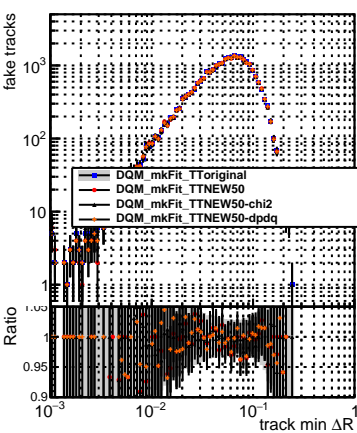 fake tracks
10³
10²
10
1
DQM_mkFit_TToriginal
DQM_mkFit_TTNEW50
DQM_mkFit_TTNEW50-chi2
DQM_mkFit_TTNEW50-dpdq
Ratio
1.05
1
0.95
0.9
10⁻³ 10⁻² 10⁻¹ 1
track min ΔR